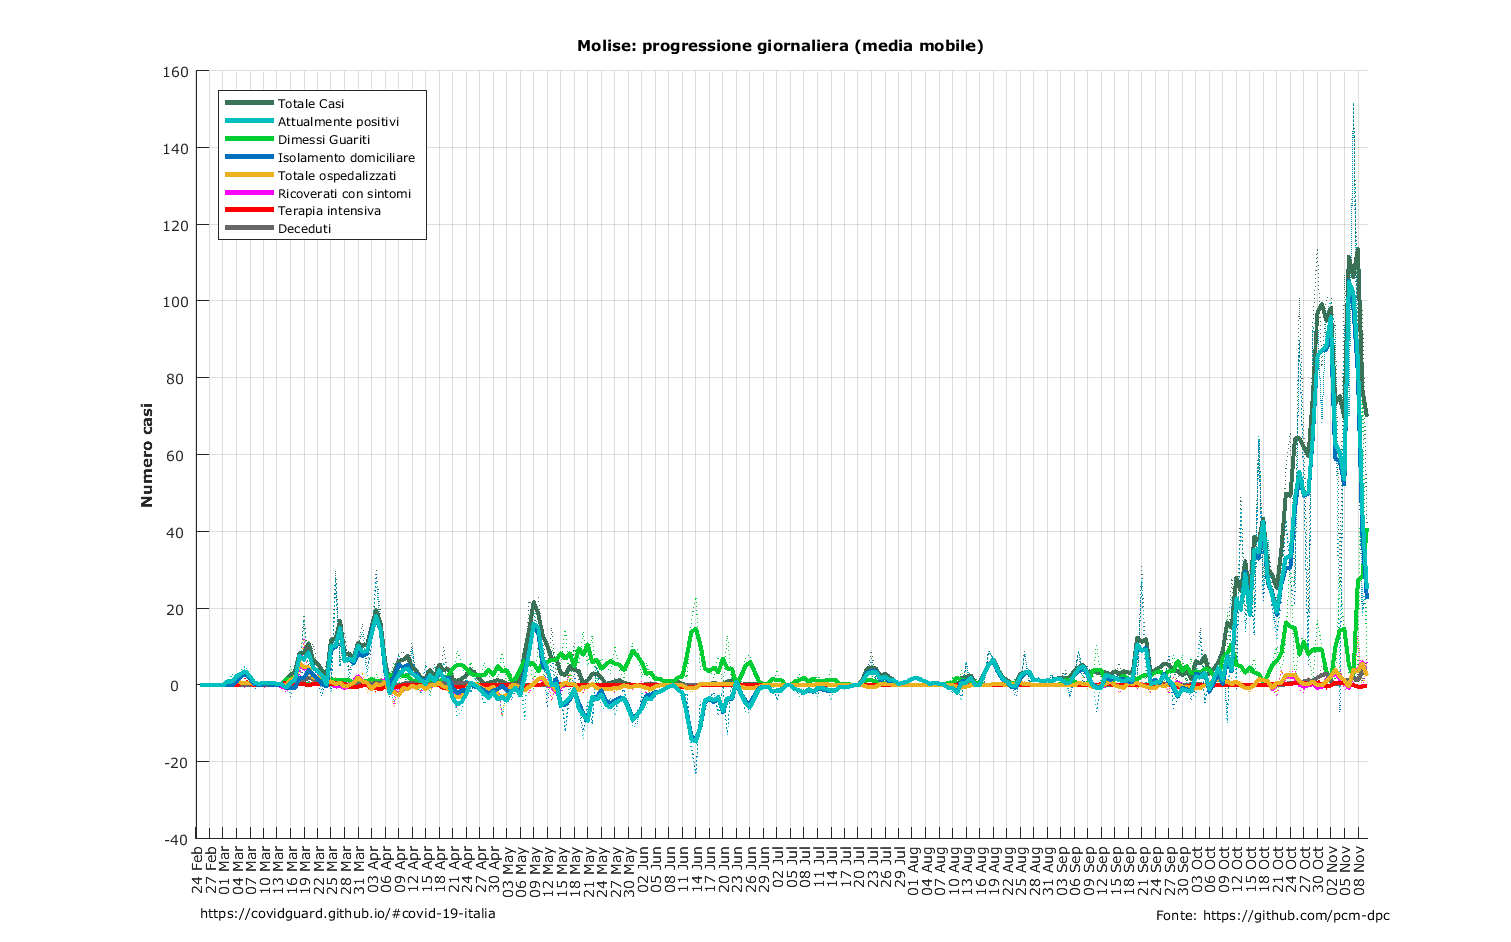 Molise: progressione giornaliera (media mobile)
160
140
120
100
80
60
40
20
0
-20
-40
Numero casi
Totale Casi
Attualmente positivi
Dimessi Guariti
Isolamento domiciliare
Totale ospedalizzati
Ricoverati con sintomi
Terapia intensiva
Deceduti
24 Feb
27 Feb
01 Mar
04 Mar
07 Mar
10 Mar
13 Mar
16 Mar
19 Mar
22 Mar
25 Mar
28 Mar
31 Mar
03 Apr
06 Apr
09 Apr
12 Apr
15 Apr
18 Apr
21 Apr
24 Apr
27 Apr
30 Apr
03 May
06 May
09 May
12 May
15 May
18 May
21 May
24 May
27 May
30 May
02 Jun
05 Jun
08 Jun
11 Jun
14 Jun
17 Jun
20 Jun
23 Jun
26 Jun
29 Jun
02 Jul
05 Jul
08 Jul
11 Jul
14 Jul
17 Jul
20 Jul
23 Jul
26 Jul
29 Jul
01 Aug
04 Aug
07 Aug
10 Aug
13 Aug
16 Aug
19 Aug
22 Aug
25 Aug
28 Aug
31 Aug
03 Sep
06 Sep
09 Sep
12 Sep
15 Sep
18 Sep
21 Sep
24 Sep
27 Sep
30 Sep
03 Oct
06 Oct
09 Oct
12 Oct
15 Oct
18 Oct
21 Oct
24 Oct
27 Oct
30 Oct
02 Nov
05 Nov
08 Nov
https://covidguard.github.io/#covid-19-italia
Fonte: https://github.com/pcm-dpc